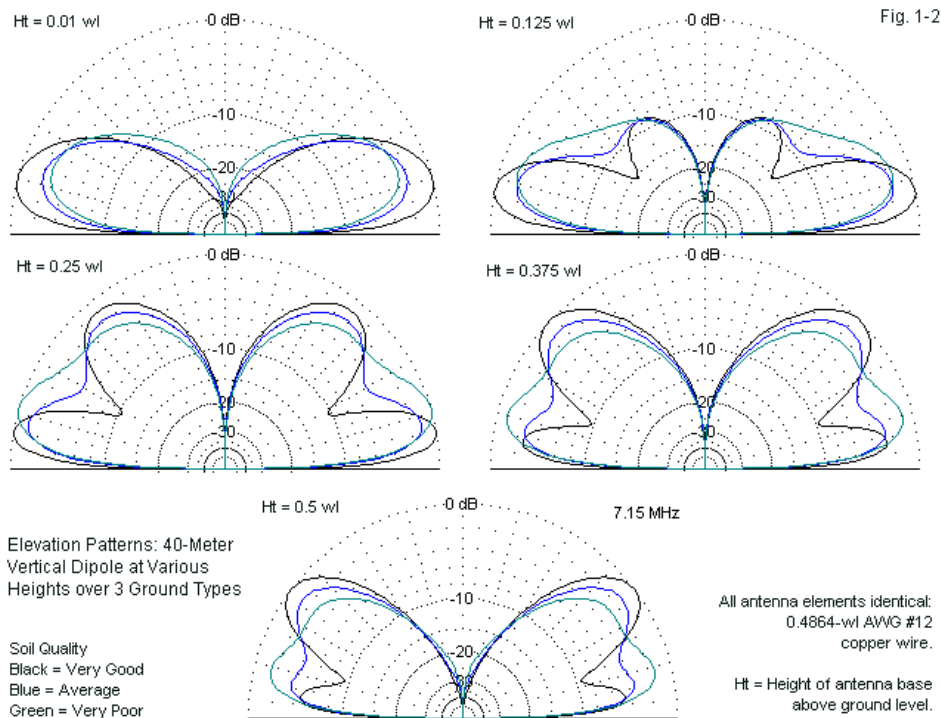 Ht = 0.01 wl
-0 dB
-10
-20
-30
Ht = 0.125 wl
-0 dB
-10
-20
-30
Fig. 1-2
Ht = 0.25 wl
-0 dB
-10
-20
-30
Ht = 0.375 wl
-0 dB
-10
-20
-30
Ht = 0.5 wl
-0 dB
-10
-20
-30
7.15 MHz
Elevation Patterns: 40-Meter
Vertical Dipole at Various
Heights over 3 Ground Types
Soil Quality
Black = Very Good
Blue = Average
Green = Very Poor
All antenna elements identical:
0.4864-wl AWG #12
copper wire.
Ht = Height of antenna base
above ground level.